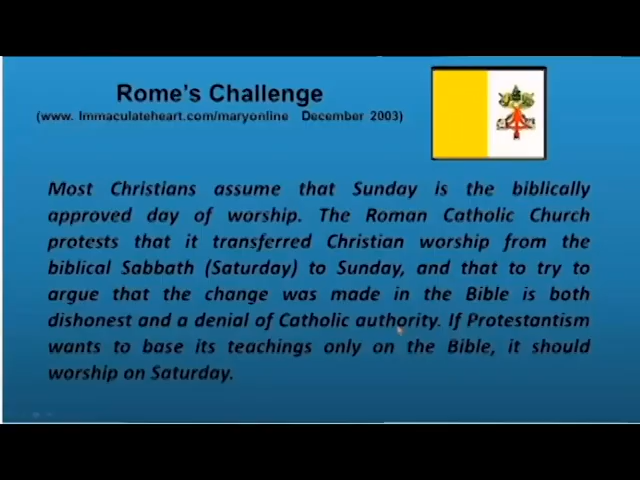 Rome's Challenge
(www. Immaculateheart.com/maryonline December 2003)
Most Christians assume that Sunday is the biblically
approved day of worship. The Roman Catholic Church
protests that it transferred Christian worship from the
biblical Sabbath (Saturday) to Sunday, and that to try to
argue that the change was made in the Bible is both
dishonest and a denial of Catholic authority. If Protestantism
wants to base its teachings only on the Bible, it should
worship on Saturday.